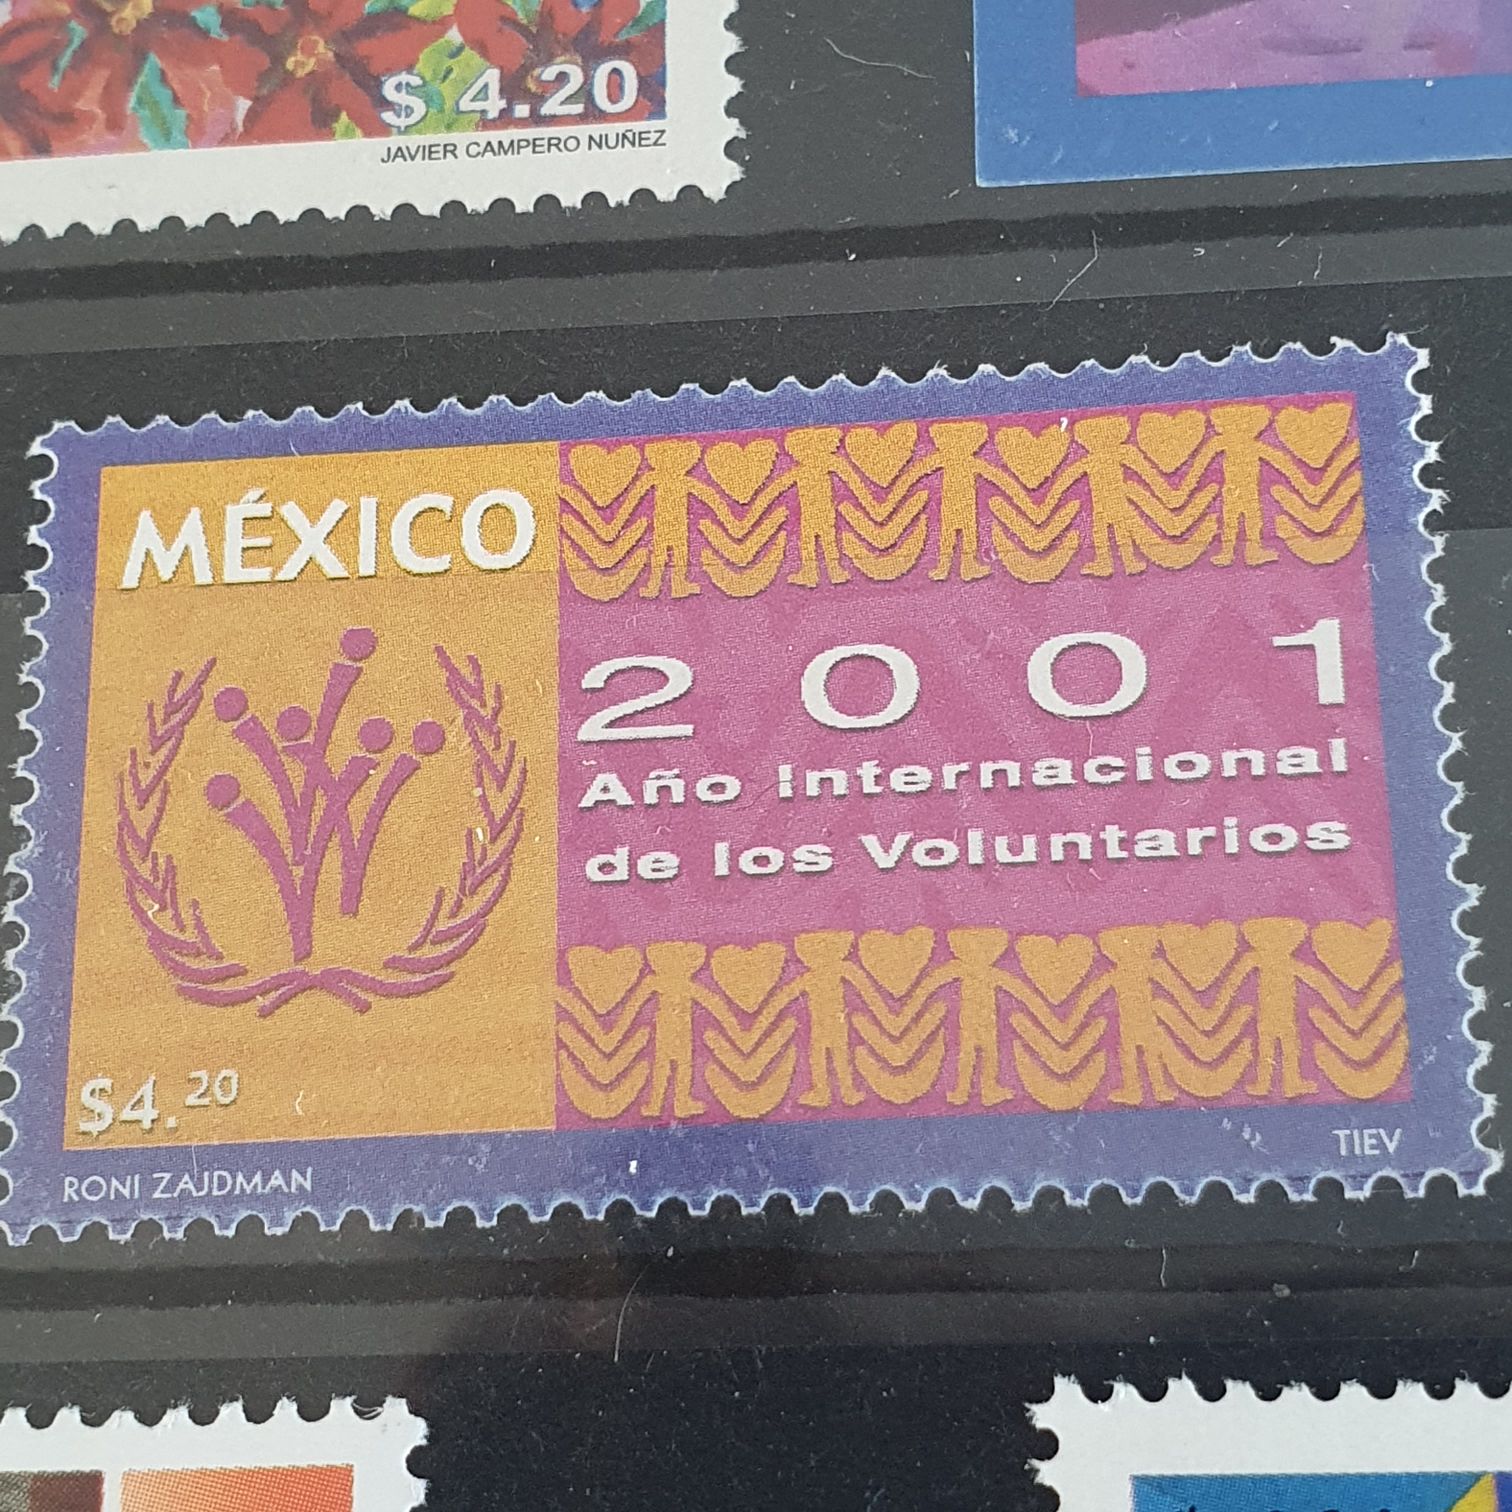 $ 4.20
JAVIER CAMPERO NUÑEZ
MÉXICO
2001
Año Internacional
de los Voluntarios
$4.20
RONI ZAJDMAN
TIEV